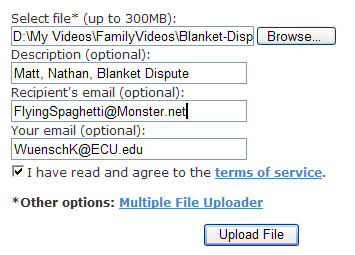 Select file* (up to 300MB):
D:\My Videos\FamilyVideos\Blanket-Disp Browse...
Description (optional):
Matt, Nathan, Blanket Dispute
Recipient's email (optional):
FlyingSpaghetti@Monster.net
Your email (optional):
WuenschK@ECU.edu
I have read and agree to the terms of service.
*Other options: Multiple File Uploader
Upload File